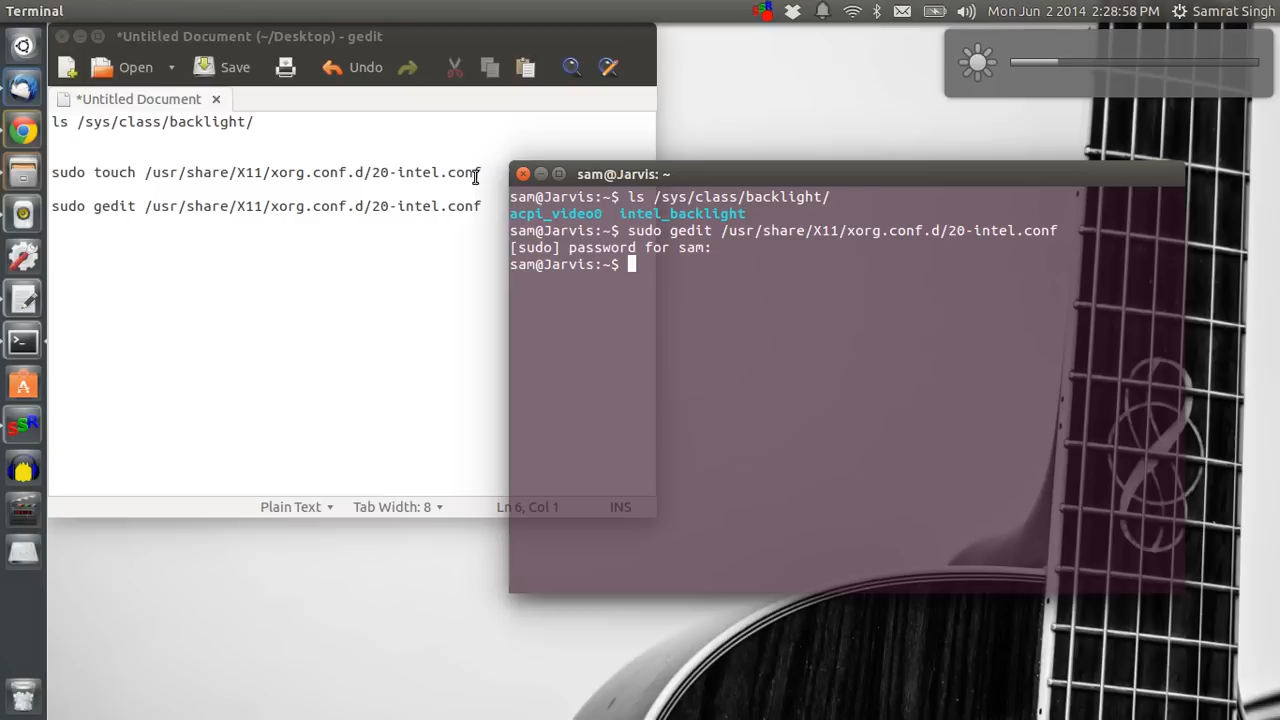 Terminal
Mon Jun 2 2014 2:28:58 PM
Samrat Singh
*Untitled Document (~/Desktop) - gedit
Open
Save
Undo
*Untitled Document
ls /sys/class/backlight/
sudo touch /usr/share/X11/xorg.conf.d/20-intel.conf
sudo gedit /usr/share/X11/xorg.conf.d/20-intel.conf
Plain Text
Tab Width: 8
Ln 6, Col 1
INS
sam@Jarvis: ~
sam@Jarvis:~$ ls /sys/class/backlight/
acpi_video0 intel_backlight
sam@Jarvis:~$ sudo gedit /usr/share/X11/xorg.conf.d/20-intel.conf
[sudo] password for sam:
sam@Jarvis:~$
SSR